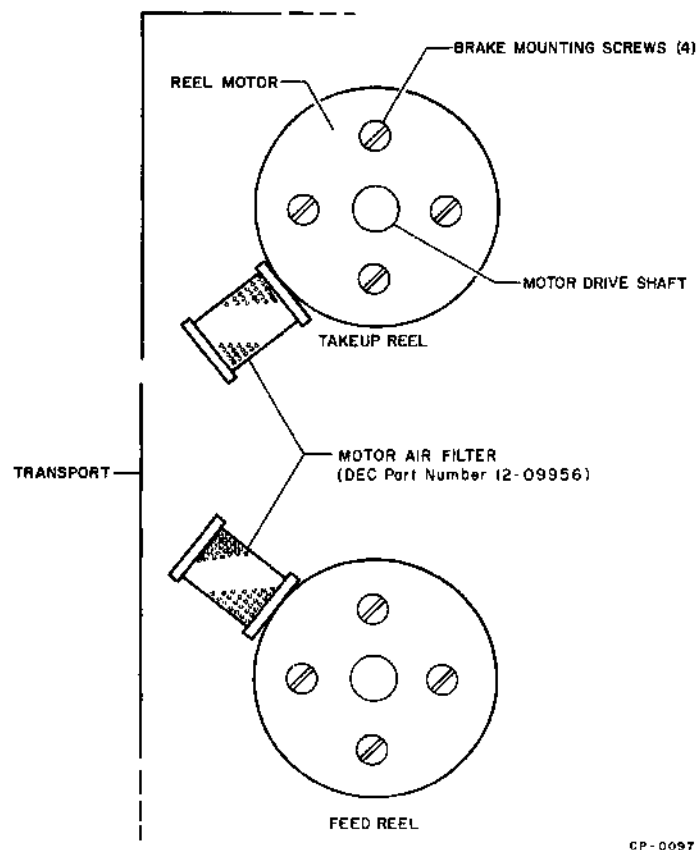 BRAKE MOUNTING SCREWS (4)
REEL MOTOR
MOTOR DRIVE SHAFT
TAKEUP REEL
MOTOR AIR FILTER
(DEC Part Number 12-09956)
TRANSPORT
FEED REEL
CP-0097